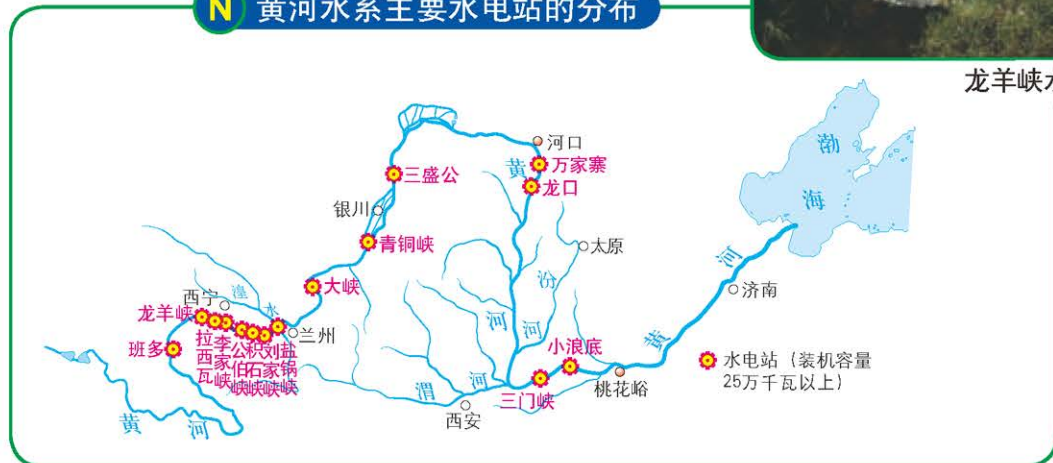 N 黄河水系主要水电站的分布
龙羊峡水
渤海
河口
黄
万家寨
龙口
三盛公
银川
青铜峡
太原
汾河
河
大峡
西宁
湟水
龙羊峡
兰州
班多
拉西瓦
李家峡
公伯峡
积石峡
刘家峡
盐锅峡
黄河
渭河
西安
三门峡
小浪底
桃花峪
黄河
济南
水电站（装机容量
25万千瓦以上）